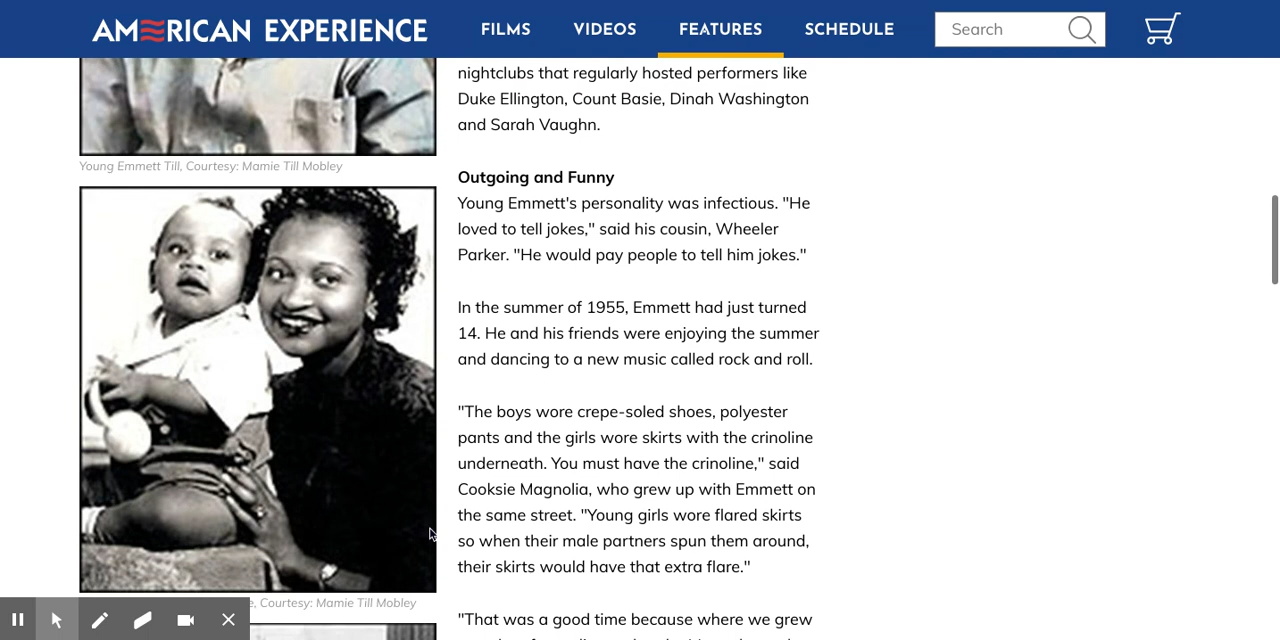 AMERICAN EXPERIENCE
FILMS
VIDEOS
FEATURES
SCHEDULE
Search
Young Emmett Till, Courtesy: Mamie Till Mobley
e, Courtesy: Mamie Till Mobley
nightclubs that regularly hosted performers like
Duke Ellington, Count Basie, Dinah Washington
and Sarah Vaughn.
Outgoing and Funny
Young Emmett's personality was infectious. "He
loved to tell jokes," said his cousin, Wheeler
Parker. "He would pay people to tell him jokes."
In the summer of 1955, Emmett had just turned
14. He and his friends were enjoying the summer
and dancing to a new music called rock and roll.
"The boys wore crepe-soled shoes, polyester
pants and the girls wore skirts with the crinoline
underneath. You must have the crinoline," said
Cooksie Magnolia, who grew up with Emmett on
the same street. "Young girls wore flared skirts
so when their male partners spun them around,
their skirts would have that extra flare."
"That was a good time because where we grew